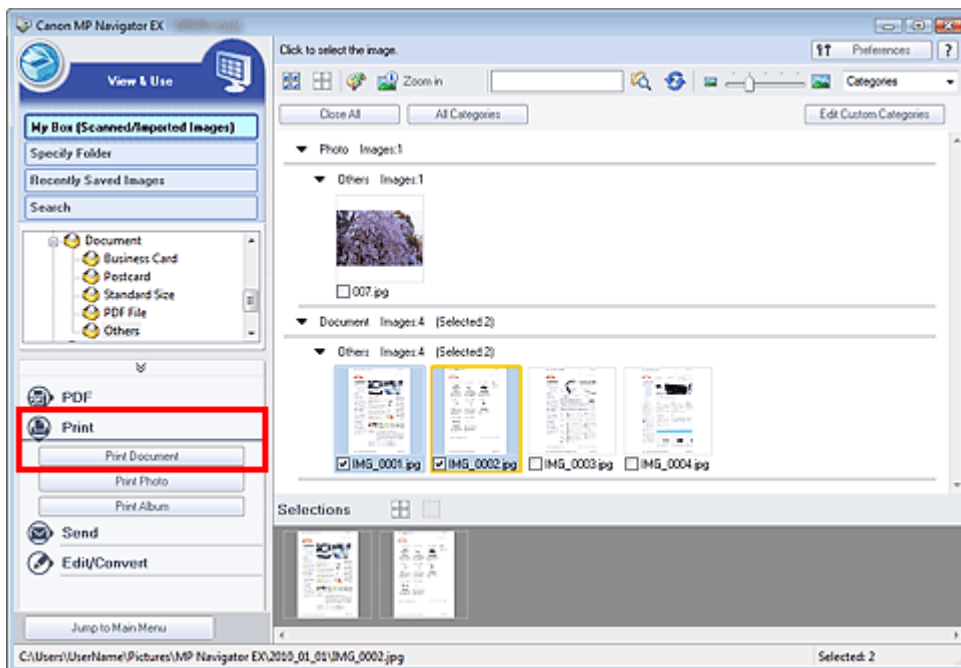 Canon MP Navigator EX
View & Use
My Box (Scanned/Imported Images)
Specify Folder
Recently Saved Images
Search
Document
Business Card
Postcard
Standard Size
PDF File
Others
PDF
Print
Print Document
Print Photo
Print Album
Send
Edit/Convert
Jump to Main Menu
Click to select the image.
Preferences
?
Zoom in
Categories
Close All
All Categories
Edit Custom Categories
Photo Images:1
Others Images:1
007.jpg
Document Images:4 (Selected:2)
Others Images:4 (Selected:2)
IMG_0001.jpg
IMG_0002.jpg
IMG_0003.jpg
IMG_0004.jpg
Selections
C:\Users\UserName\Pictures\MP Navigator EX\2010_01_01\IMG_0002.jpg
Selected: 2